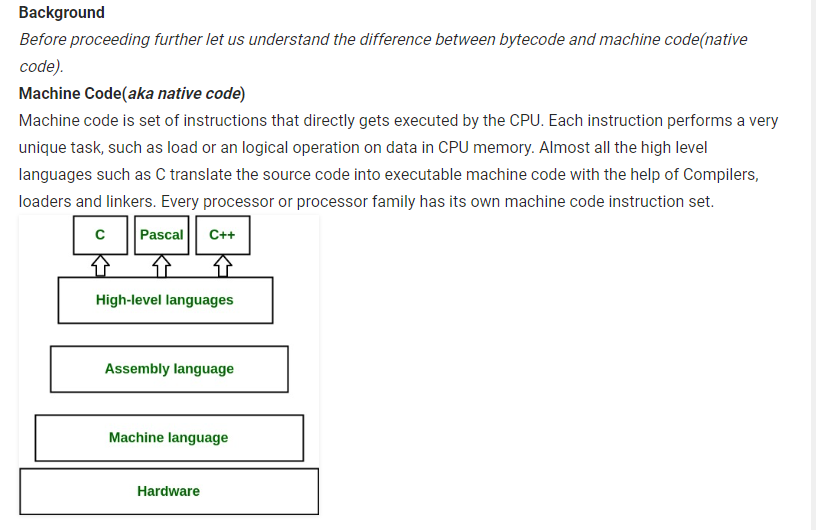 Background
Before proceeding further let us understand the difference between bytecode and machine code(native
code).
Machine Code(aka native code)
Machine code is set of instructions that directly gets executed by the CPU. Each instruction performs a very
unique task, such as load or an logical operation on data in CPU memory. Almost all the high level
languages such as C translate the source code into executable machine code with the help of Compilers,
loaders and linkers. Every processor or processor family has its own machine code instruction set.
C Pascal C++
High-level languages
Assembly language
Machine language
Hardware